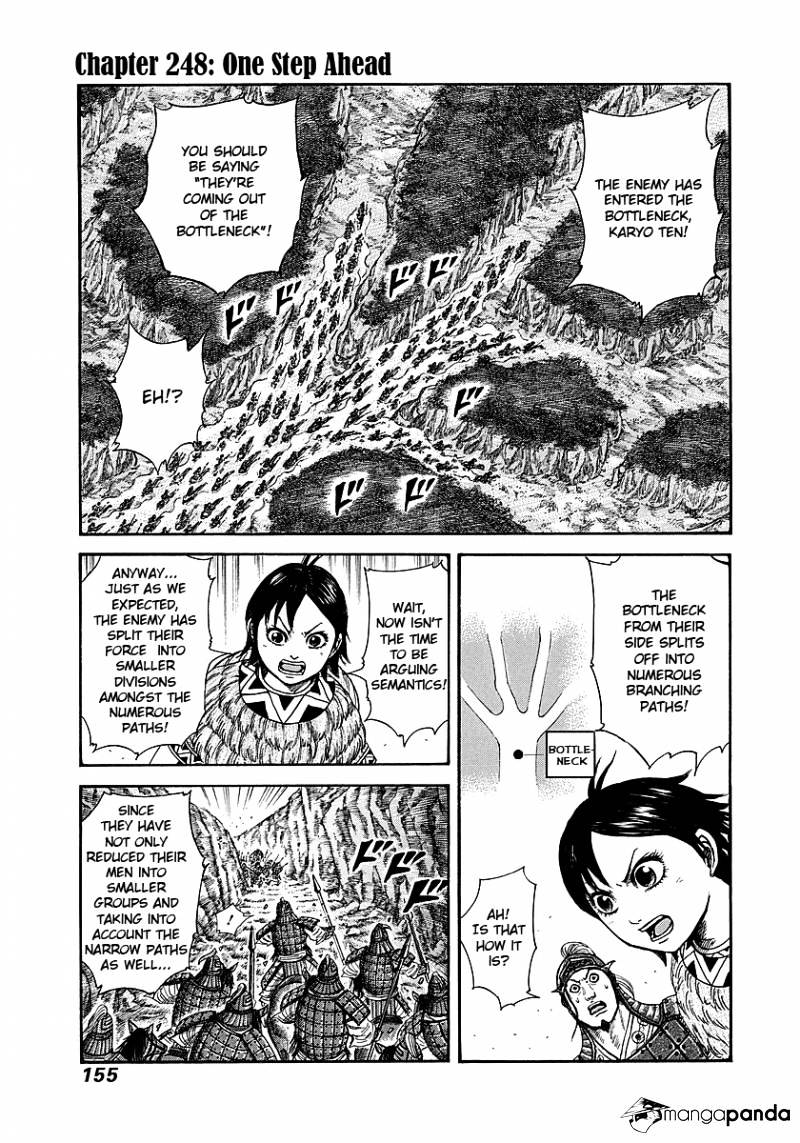 Chapter 248: One Step Ahead
THE ENEMY HAS
ENTERED THE
BOTTLENECK,
KARYO TEN!
YOU SHOULD
BE SAYING
"THEY'RE
COMING OUT
OF THE
BOTTLENECK"!
EH!?
ドドド
ドド
ドド
ド
ド
THE
BOTTLENECK
FROM THEIR
SIDE SPLITS
OFF INTO
NUMEROUS
BRANCHING
PATHS!
BOTTLE-
NECK
AH!
IS THAT
HOW IT
IS?
WAIT,
NOW ISN'T
THE TIME
TO BE
ARGUING
SEMANTICS!
ANYWAY...
JUST AS WE
EXPECTED,
THE ENEMY HAS
SPLIT THEIR
FORCE INTO
SMALLER
DIVISIONS
AMONGST THE
NUMEROUS
PATHS!
SINCE
THEY HAVE
NOT ONLY
REDUCED THEIR
MEN INTO
SMALLER
GROUPS AND
TAKING INTO
ACCOUNT THE
NARROW PATHS
AS WELL...
!
ドドド
155
mangapanda